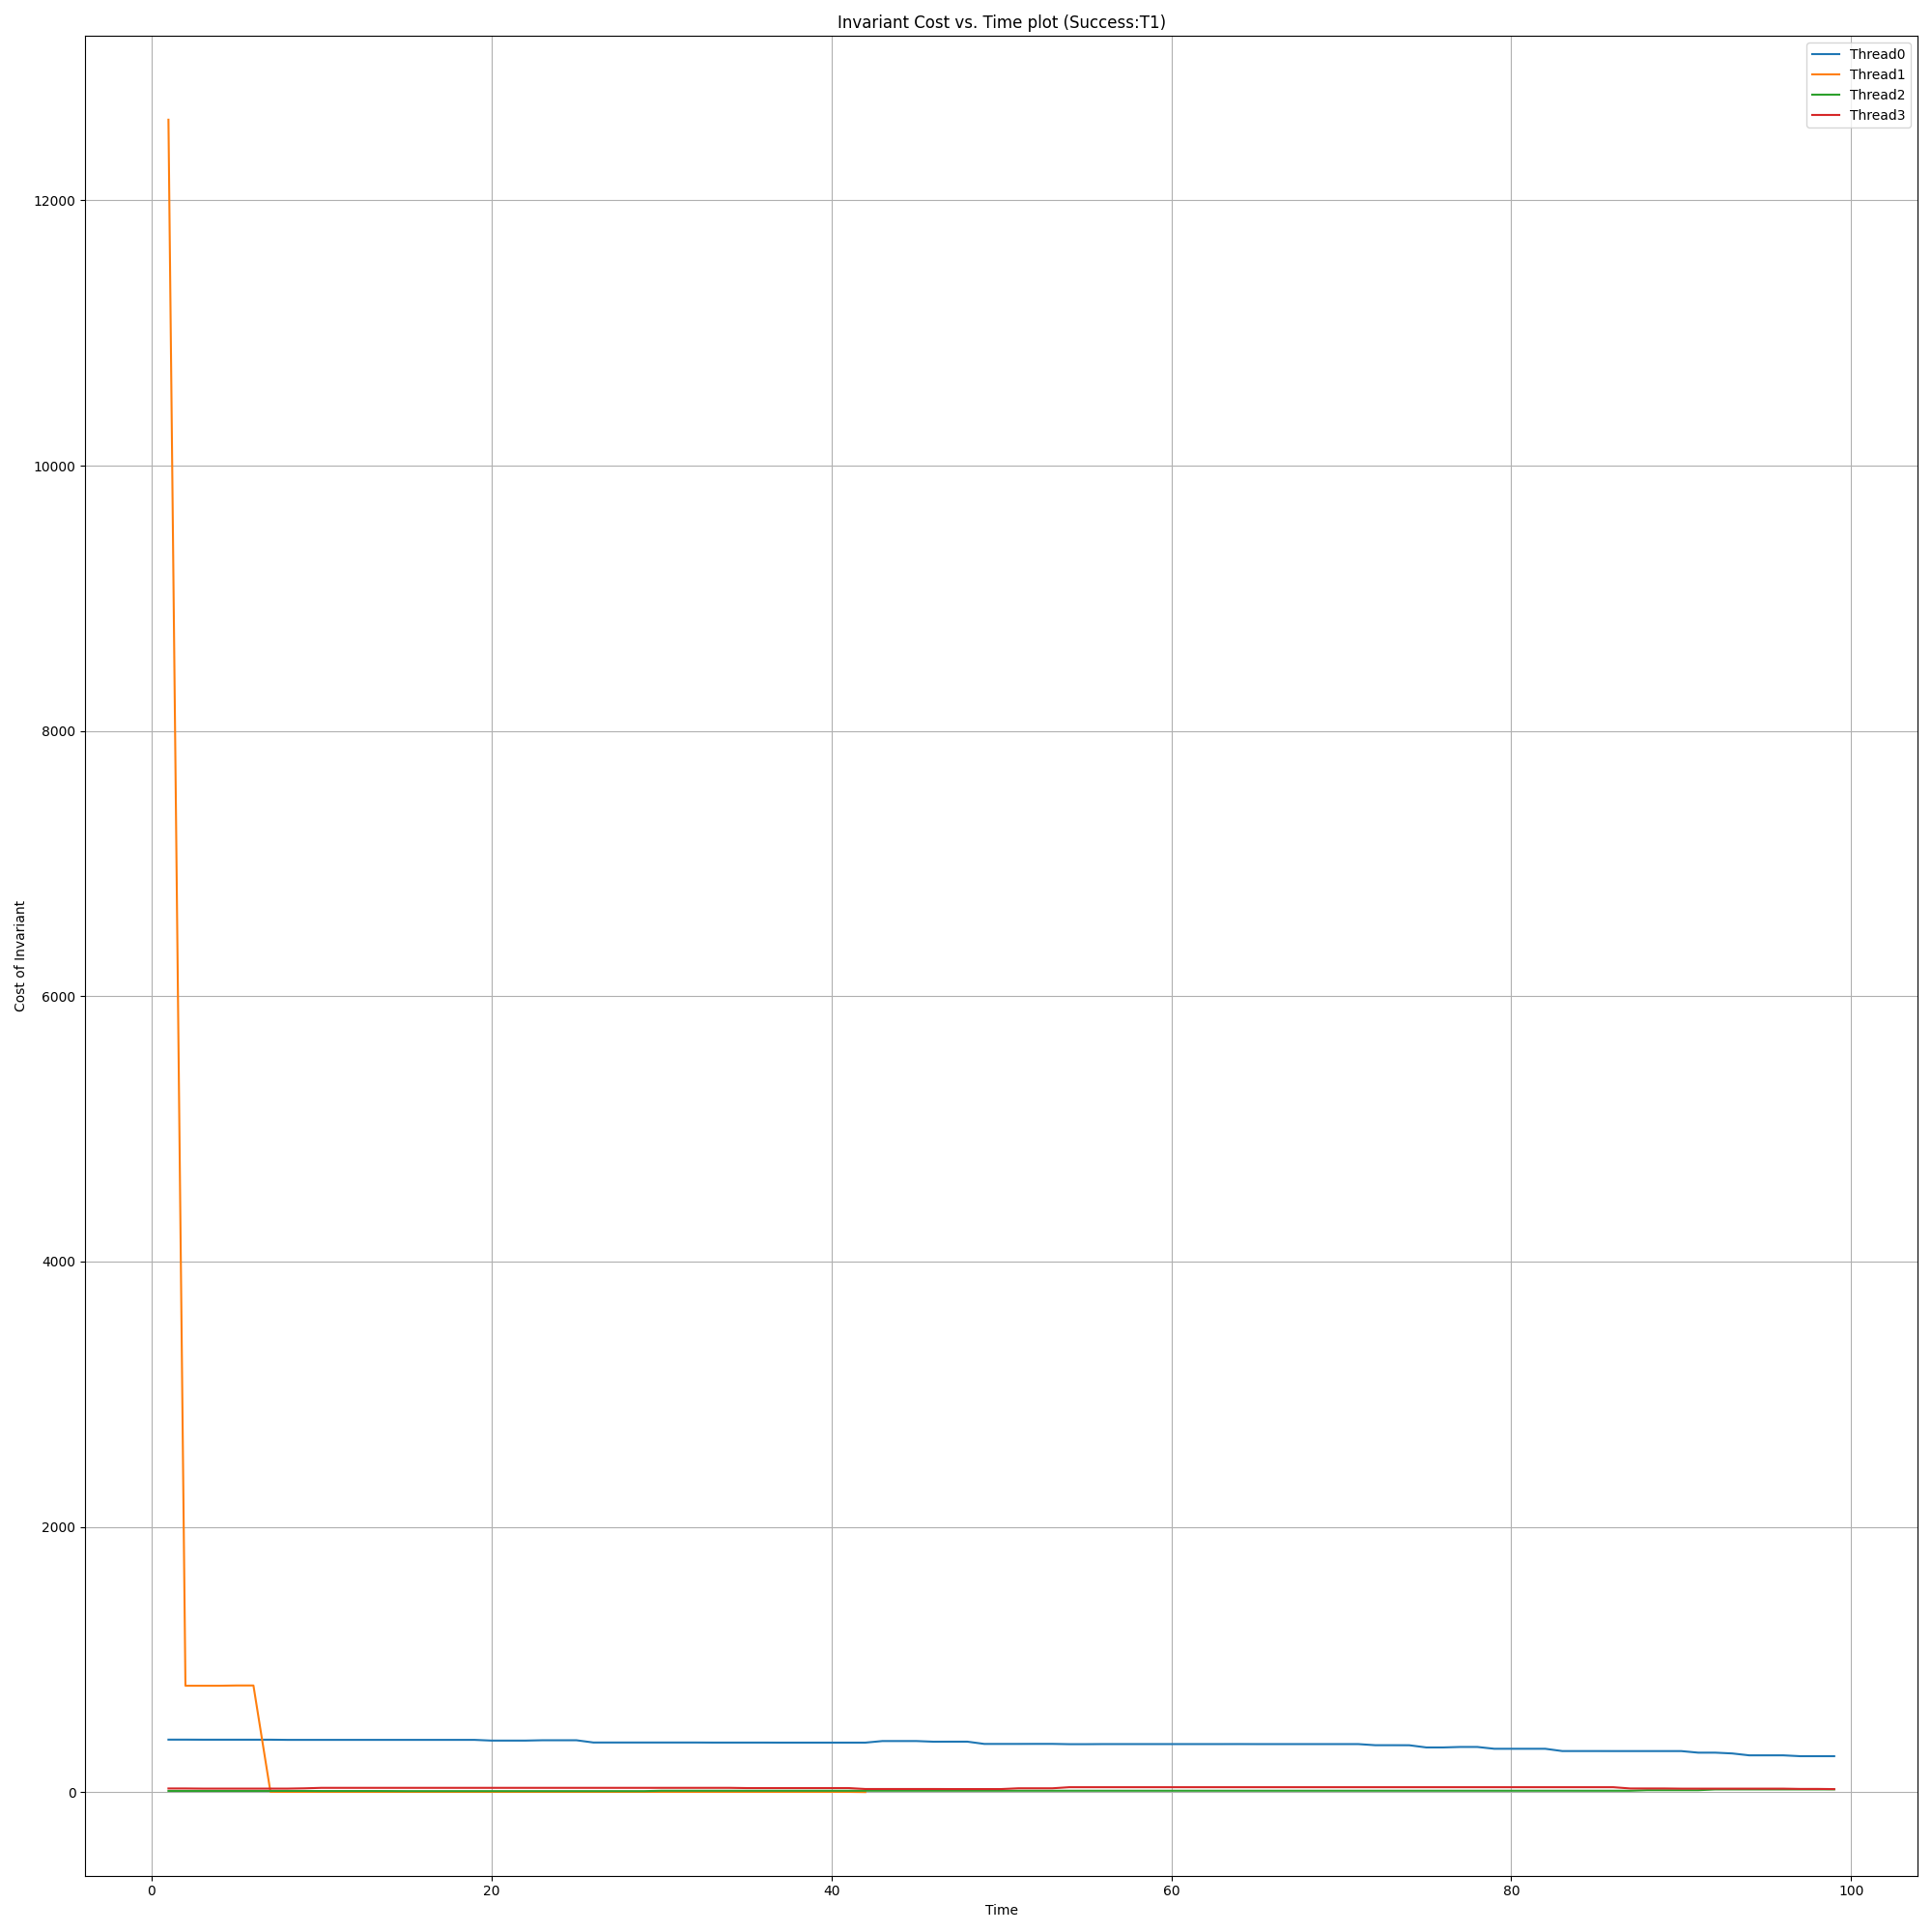 Invariant Cost vs. Time plot (Success:T1)
Thread0
Thread1
Thread2
Thread3
12000
10000
8000
6000
4000
2000
0
Cost of Invariant
0 20 40 60 80 100
Time